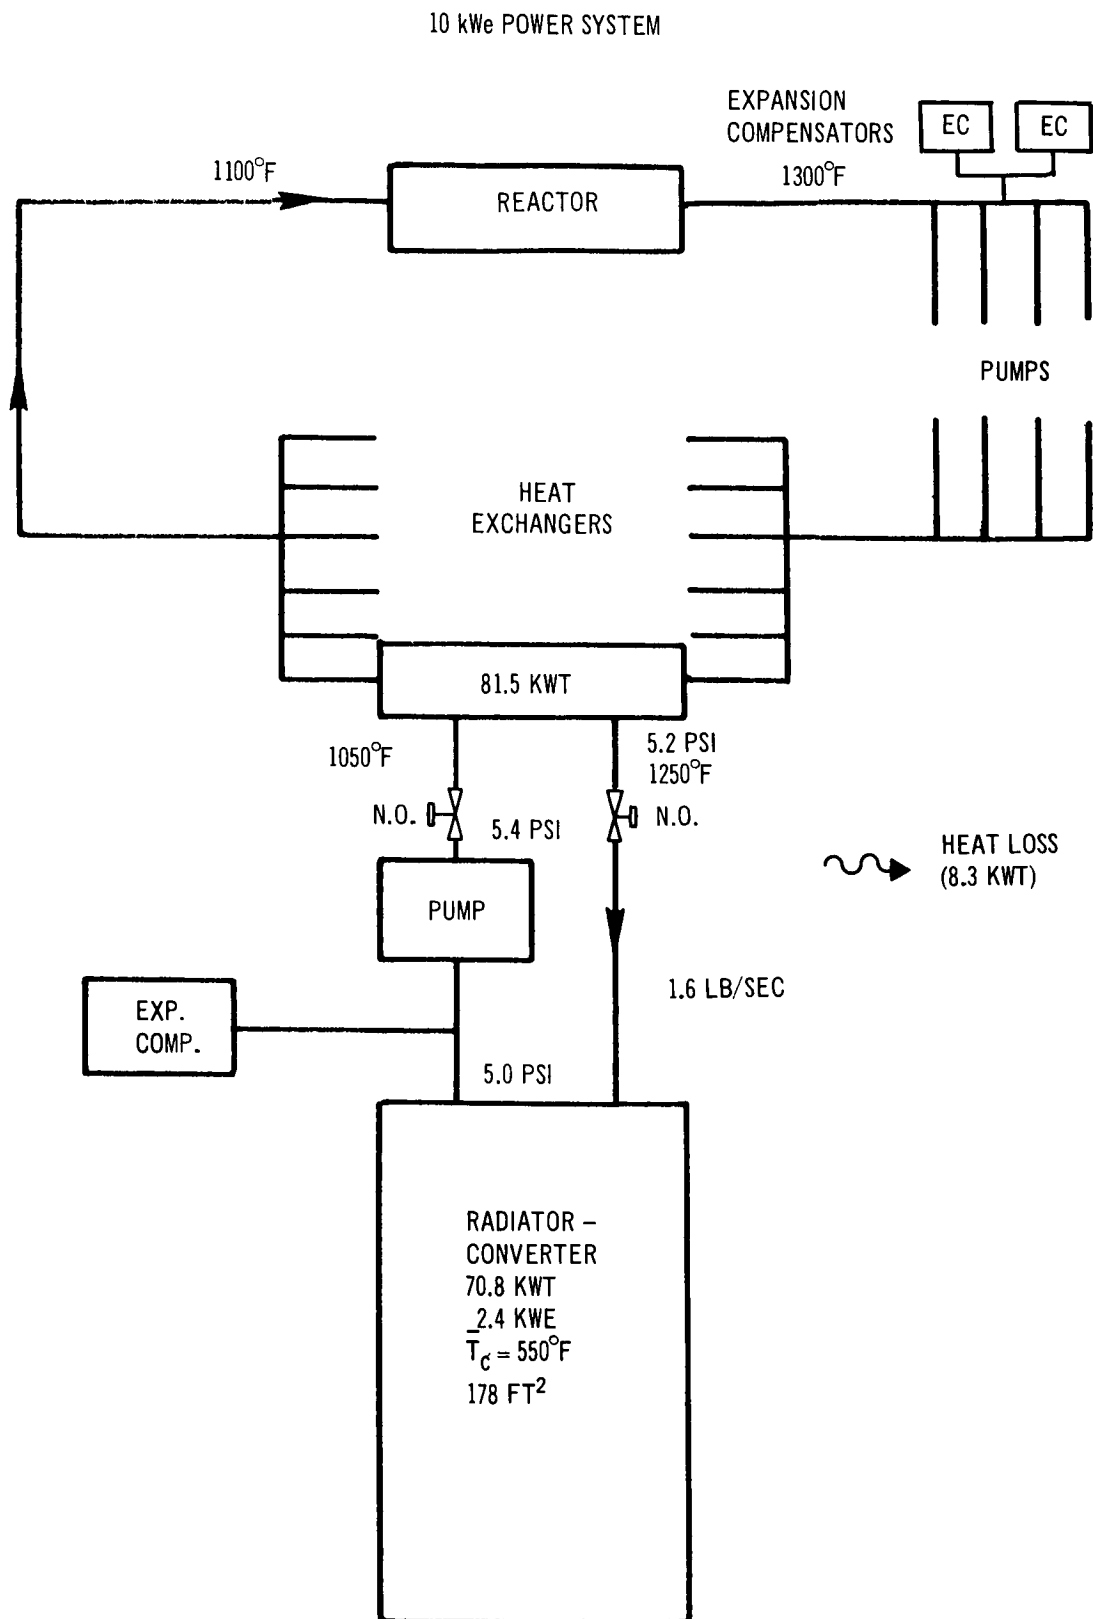 10 kWe POWER SYSTEM
EXPANSION
COMPENSATORS
EC
EC
1100°F
REACTOR
1300°F
PUMPS
HEAT
EXCHANGERS
81.5 KWT
1050°F
5.2 PSI
1250°F
N.O.
N.O.
5.4 PSI
HEAT LOSS
(8.3 KWT)
PUMP
1.6 LB/SEC
EXP.
COMP.
5.0 PSI
RADIATOR –
CONVERTER
70.8 KWT
2.4 KWE
T̅c = 550°F
178 FT²